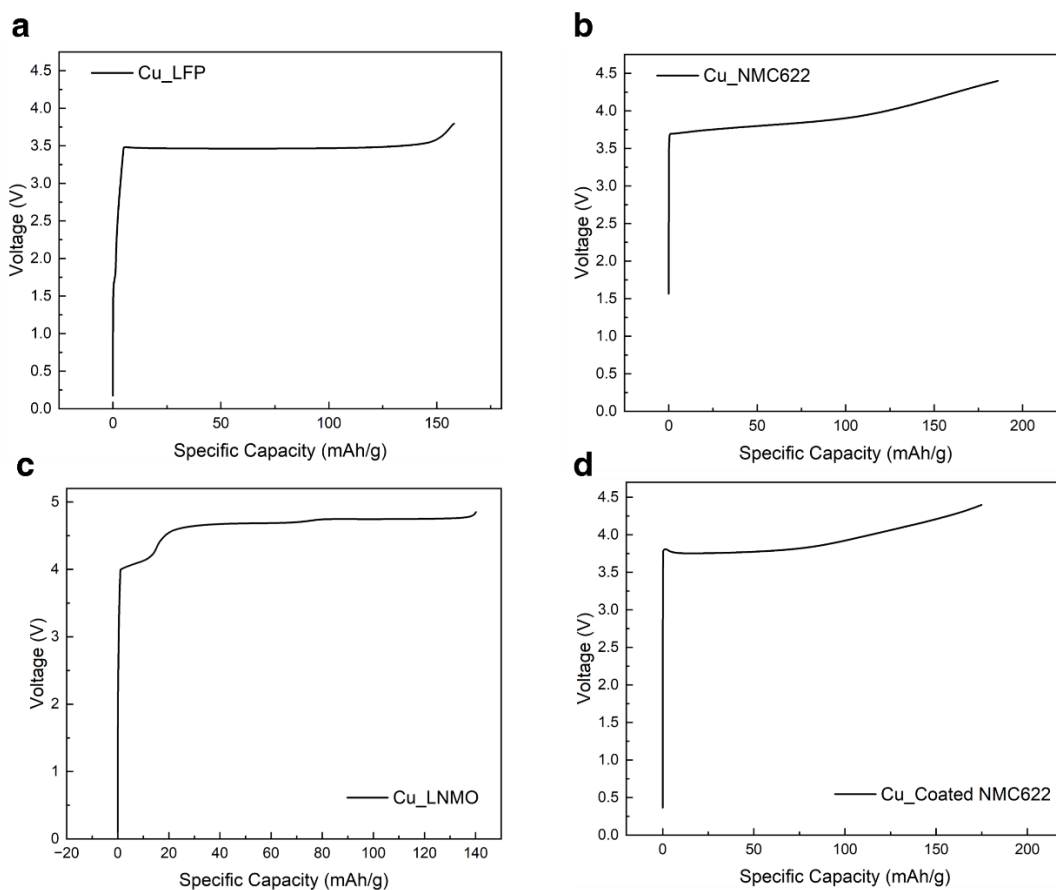 a
Cu_LFP
4.5
4.0
3.5
3.0
2.5
2.0
1.5
1.0
0.5
0.0
Voltage (V)
0 50 100 150
Specific Capacity (mAh/g)
b
Cu_NMC622
4.5
4.0
3.5
3.0
2.5
2.0
1.5
1.0
0.5
0.0
Voltage (V)
0 50 100 150 200
Specific Capacity (mAh/g)
c
5
4
3
2
1
0
Voltage (V)
Cu_LNMO
−20 0 20 40 60 80 100 120 140
Specific Capacity (mAh/g)
d
4.5
4.0
3.5
3.0
2.5
2.0
1.5
1.0
0.5
0.0
Voltage (V)
Cu_Coated NMC622
0 50 100 150 200
Specific Capacity (mAh/g)